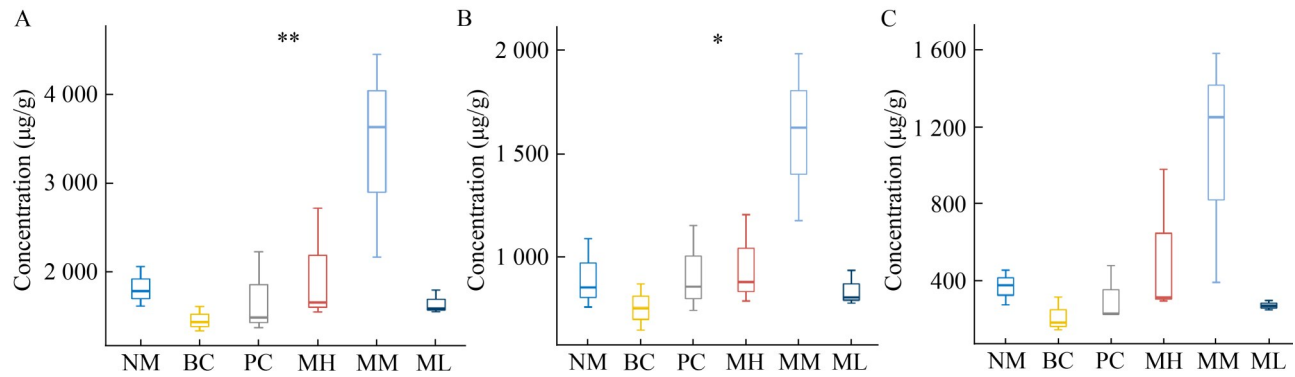 A
**
Concentration (μg/g)
4 000
3 000
2 000
NM BC PC MH MM ML
B
*
Concentration (μg/g)
2 000
1 500
1 000
NM BC PC MH MM ML
C
Concentration (μg/g)
1 600
1 200
800
400
NM BC PC MH MM ML